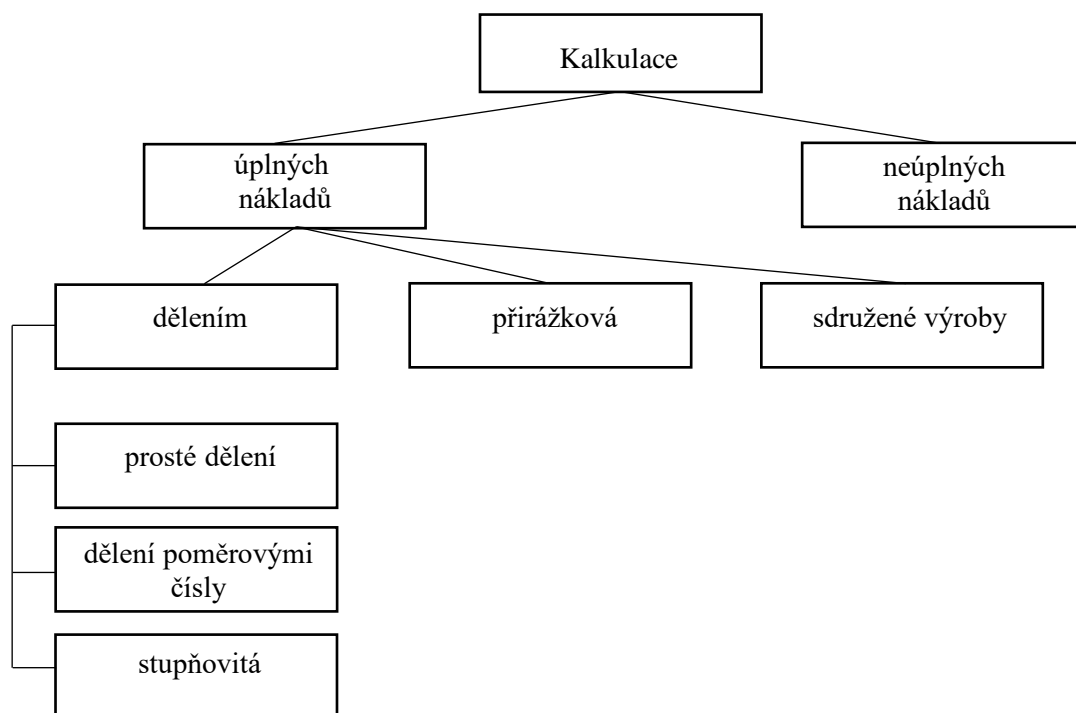 Kalkulace
úplných
nákladů
neúplných
nákladů
dělením
přirážková
sdružené výroby
prosté dělení
dělení poměrovými
čísly
stupňovitá